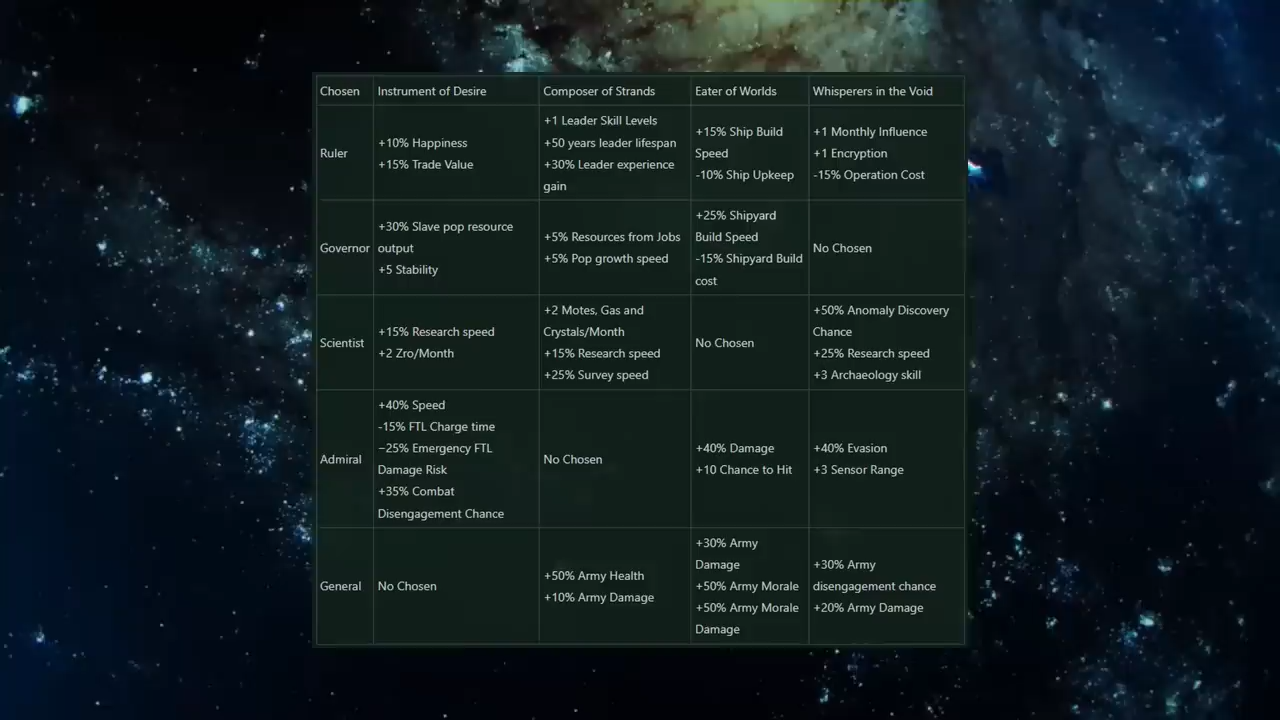 Chosen
Instrument of Desire
Composer of Strands
Eater of Worlds
Whisperers in the Void
Ruler
+10% Happiness
+15% Trade Value
+1 Leader Skill Levels
+50 years leader lifespan
+30% Leader experience
gain
+15% Ship Build
Speed
-10% Ship Upkeep
+1 Monthly Influence
+1 Encryption
-15% Operation Cost
Governor
+30% Slave pop resource
output
+5 Stability
+5% Resources from Jobs
+5% Pop growth speed
+25% Shipyard
Build Speed
-15% Shipyard Build
cost
No Chosen
Scientist
+15% Research speed
+2 Zro/Month
+2 Motes, Gas and
Crystals/Month
+15% Research speed
+25% Survey speed
No Chosen
+50% Anomaly Discovery
Chance
+25% Research speed
+3 Archaeology skill
Admiral
+40% Speed
-15% FTL Charge time
−25% Emergency FTL
Damage Risk
+35% Combat
Disengagement Chance
No Chosen
+40% Damage
+10 Chance to Hit
+40% Evasion
+3 Sensor Range
General
No Chosen
+50% Army Health
+10% Army Damage
+30% Army
Damage
+50% Army Morale
+50% Army Morale
Damage
+30% Army
disengagement chance
+20% Army Damage